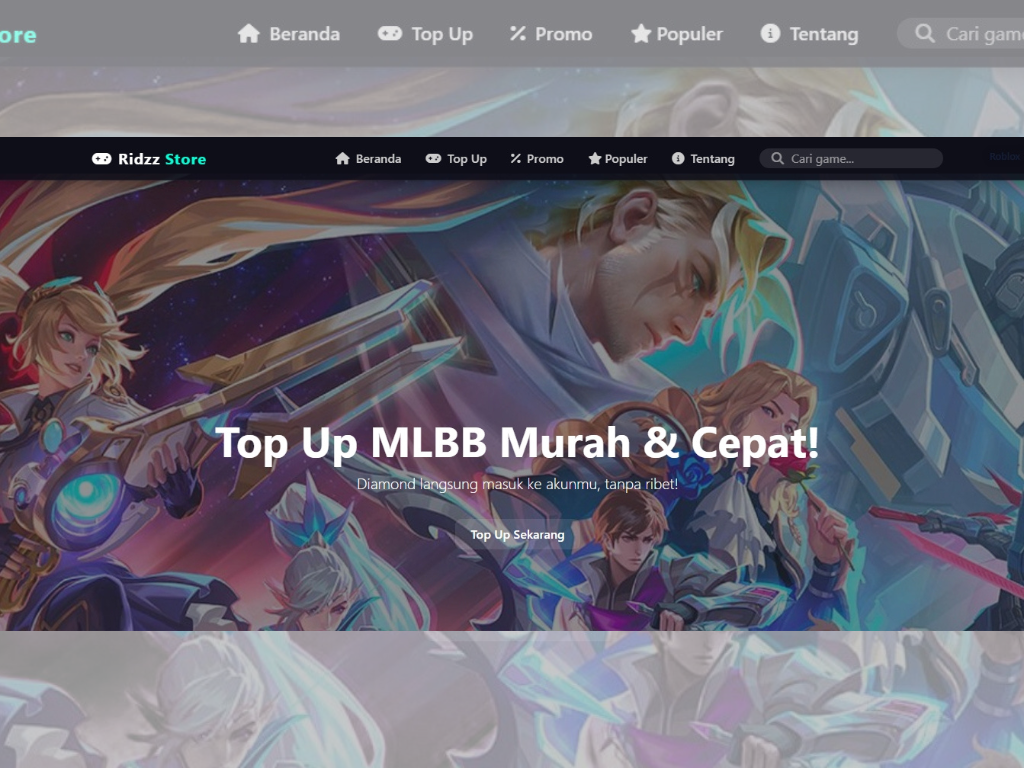 ore Beranda Top Up Promo Populer Tentang Cari game
Ridzz Store Beranda Top Up Promo Populer Tentang Cari game... Roblox
Top Up MLBB Murah & Cepat!
Diamond langsung masuk ke akunmu, tanpa ribet!
Top Up Sekarang